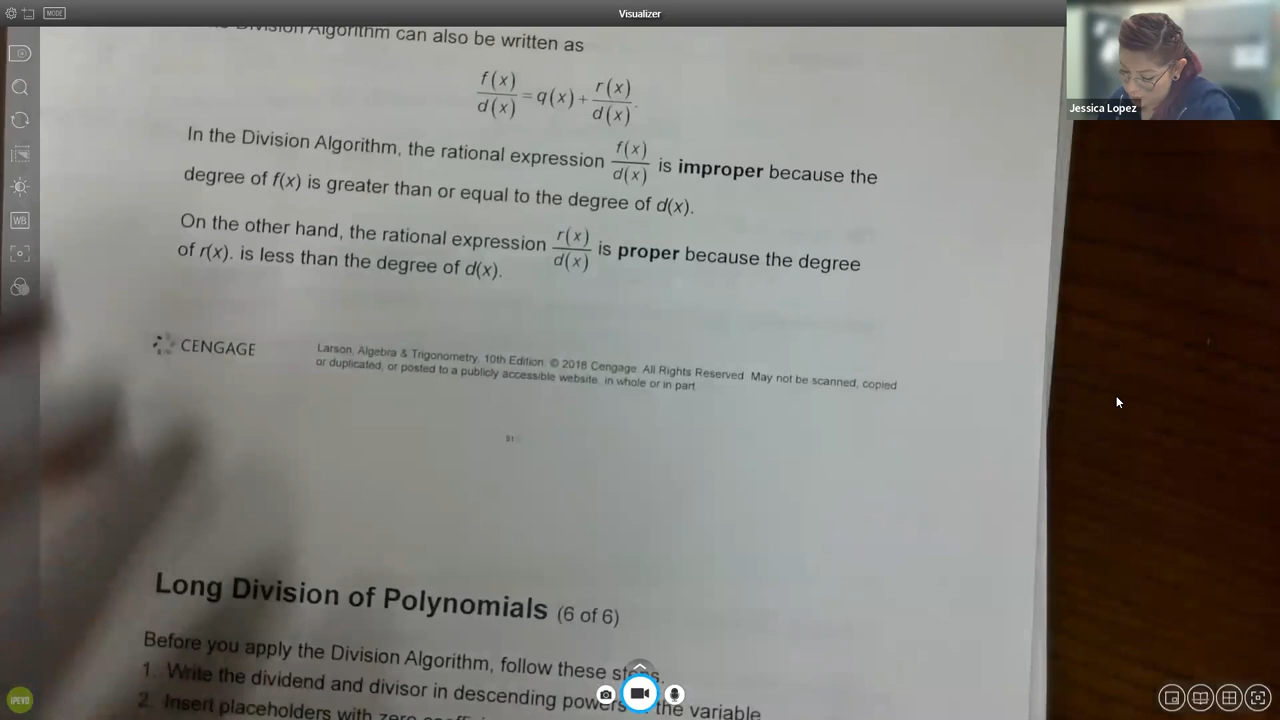 MODE
Visualizer
Division Algorithm can also be written as
f(x)/d(x) = q(x) + r(x)/d(x).
In the Division Algorithm, the rational expression f(x)/d(x) is improper because the
degree of f(x) is greater than or equal to the degree of d(x).
On the other hand, the rational expression r(x)/d(x) is proper because the degree
of r(x). is less than the degree of d(x).
CENGAGE
Larson, Algebra & Trigonometry, 10th Edition. © 2018 Cengage. All Rights Reserved. May not be scanned, copied
or duplicated, or posted to a publicly accessible website, in whole or in part.
Long Division of Polynomials (6 of 6)
Before you apply the Division Algorithm, follow these steps.
1. Write the dividend and divisor in descending powers the variable
2. Insert placeholders with zero
Jessica Lopez
WB
IPEVO